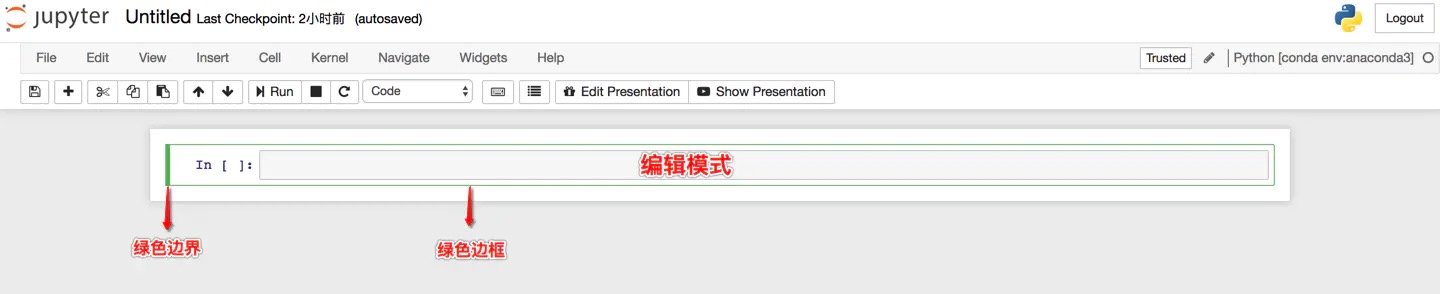 jupyter Untitled Last Checkpoint: 2小时前 (autosaved) Logout
File Edit View Insert Cell Kernel Navigate Widgets Help Trusted Python [conda env:anaconda3]
Run Code Edit Presentation Show Presentation
In [ ]: 编辑模式
绿色边界 绿色边框